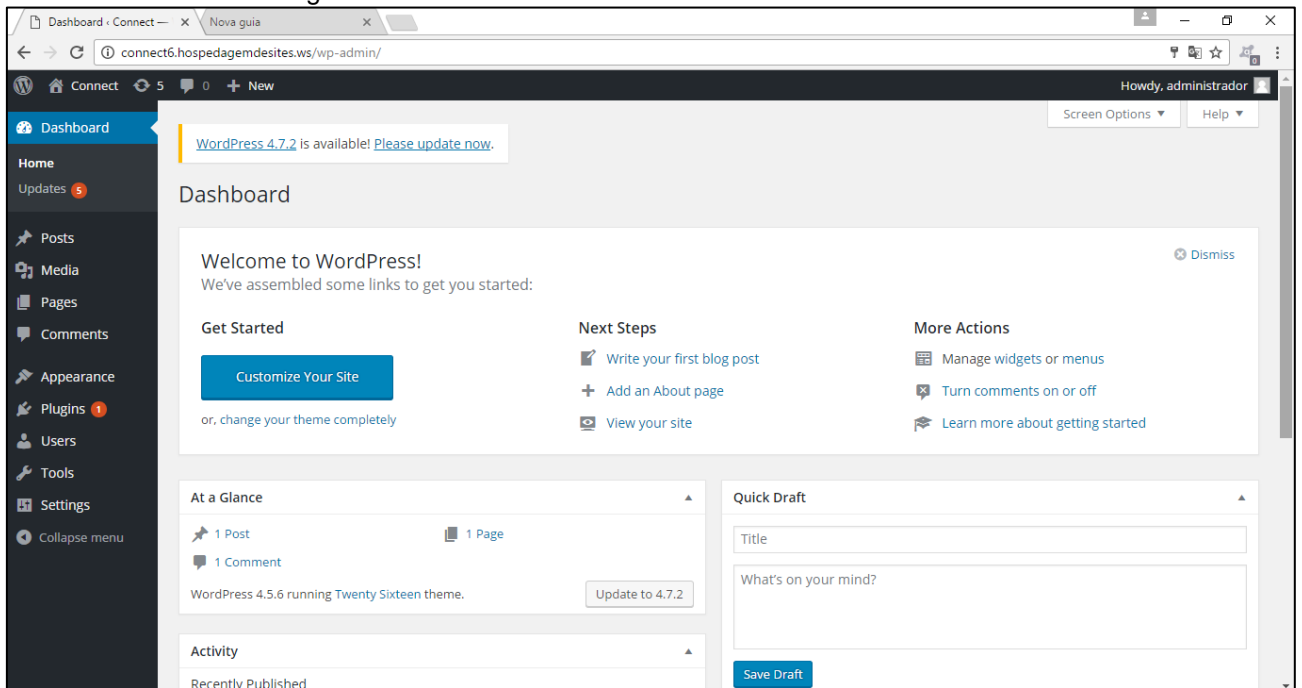 Dashboard ‹ Connect —
Nova guia
connect6.hospedagemdesites.ws/wp-admin/
0
Connect
5
0
New
Howdy, administrador
Dashboard
Home
Updates 5
Posts
Media
Pages
Comments
Appearance
Plugins 1
Users
Tools
Settings
Collapse menu
Screen Options ▼
Help ▼
WordPress 4.7.2 is available! Please update now.
Dashboard
Welcome to WordPress!
We've assembled some links to get you started:
Dismiss
Get Started
Customize Your Site
or, change your theme completely
Next Steps
Write your first blog post
Add an About page
View your site
More Actions
Manage widgets or menus
Turn comments on or off
Learn more about getting started
At a Glance
1 Post
1 Page
1 Comment
WordPress 4.5.6 running Twenty Sixteen theme.
Update to 4.7.2
Activity
Recently Published
Quick Draft
Title
What's on your mind?
Save Draft